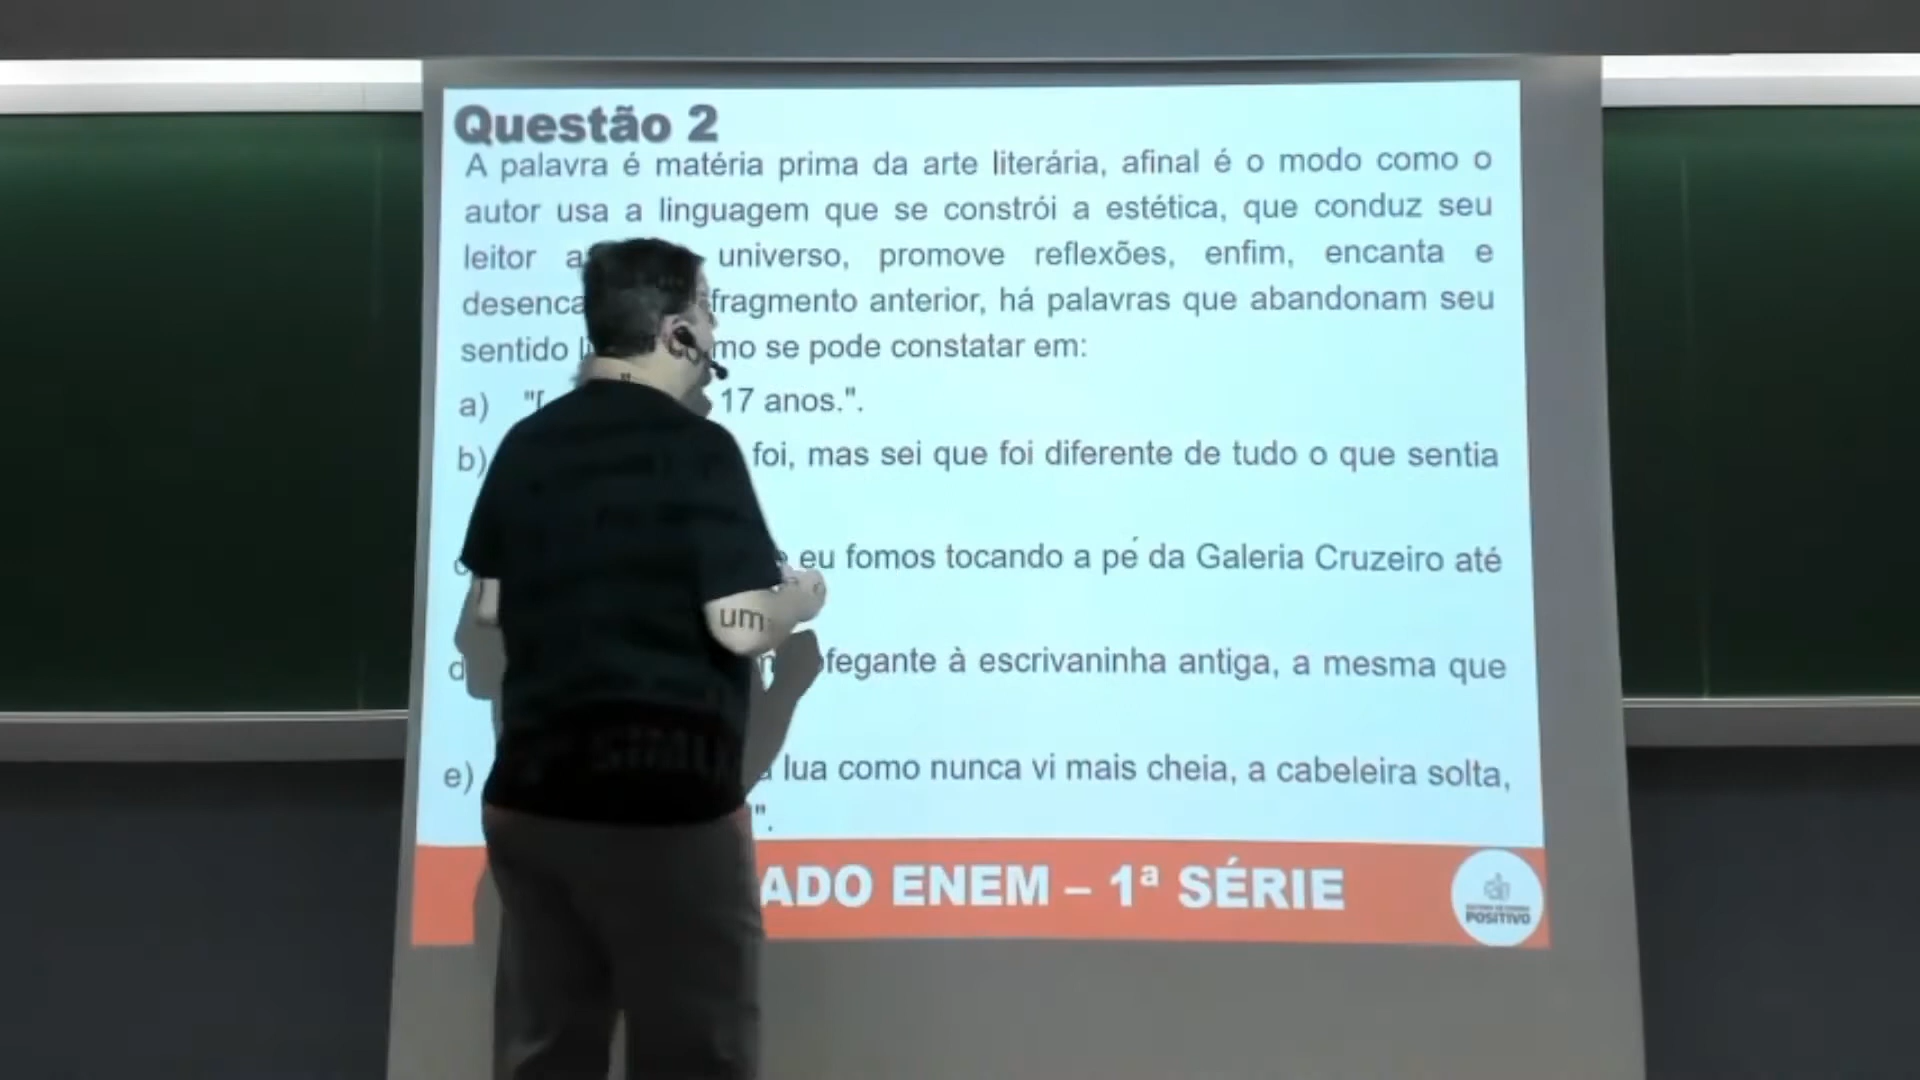 Questão 2
A palavra é matéria prima da arte literária, afinal é o modo como o
autor usa a linguagem que se constrói a estética, que conduz seu
leitor a universo, promove reflexões, enfim, encanta e
desenca fragmento anterior, há palavras que abandonam seu
sentido mo se pode constatar em:
a) "[ 17 anos.".
b) foi, mas sei que foi diferente de tudo o que sentia
eu fomos tocando a pé da Galeria Cruzeiro até
um
d fegante à escrivaninha antiga, a mesma que
e) lua como nunca vi mais cheia, a cabeleira solta,
".
ADO ENEM – 1ª SÉRIE
POSITIVO